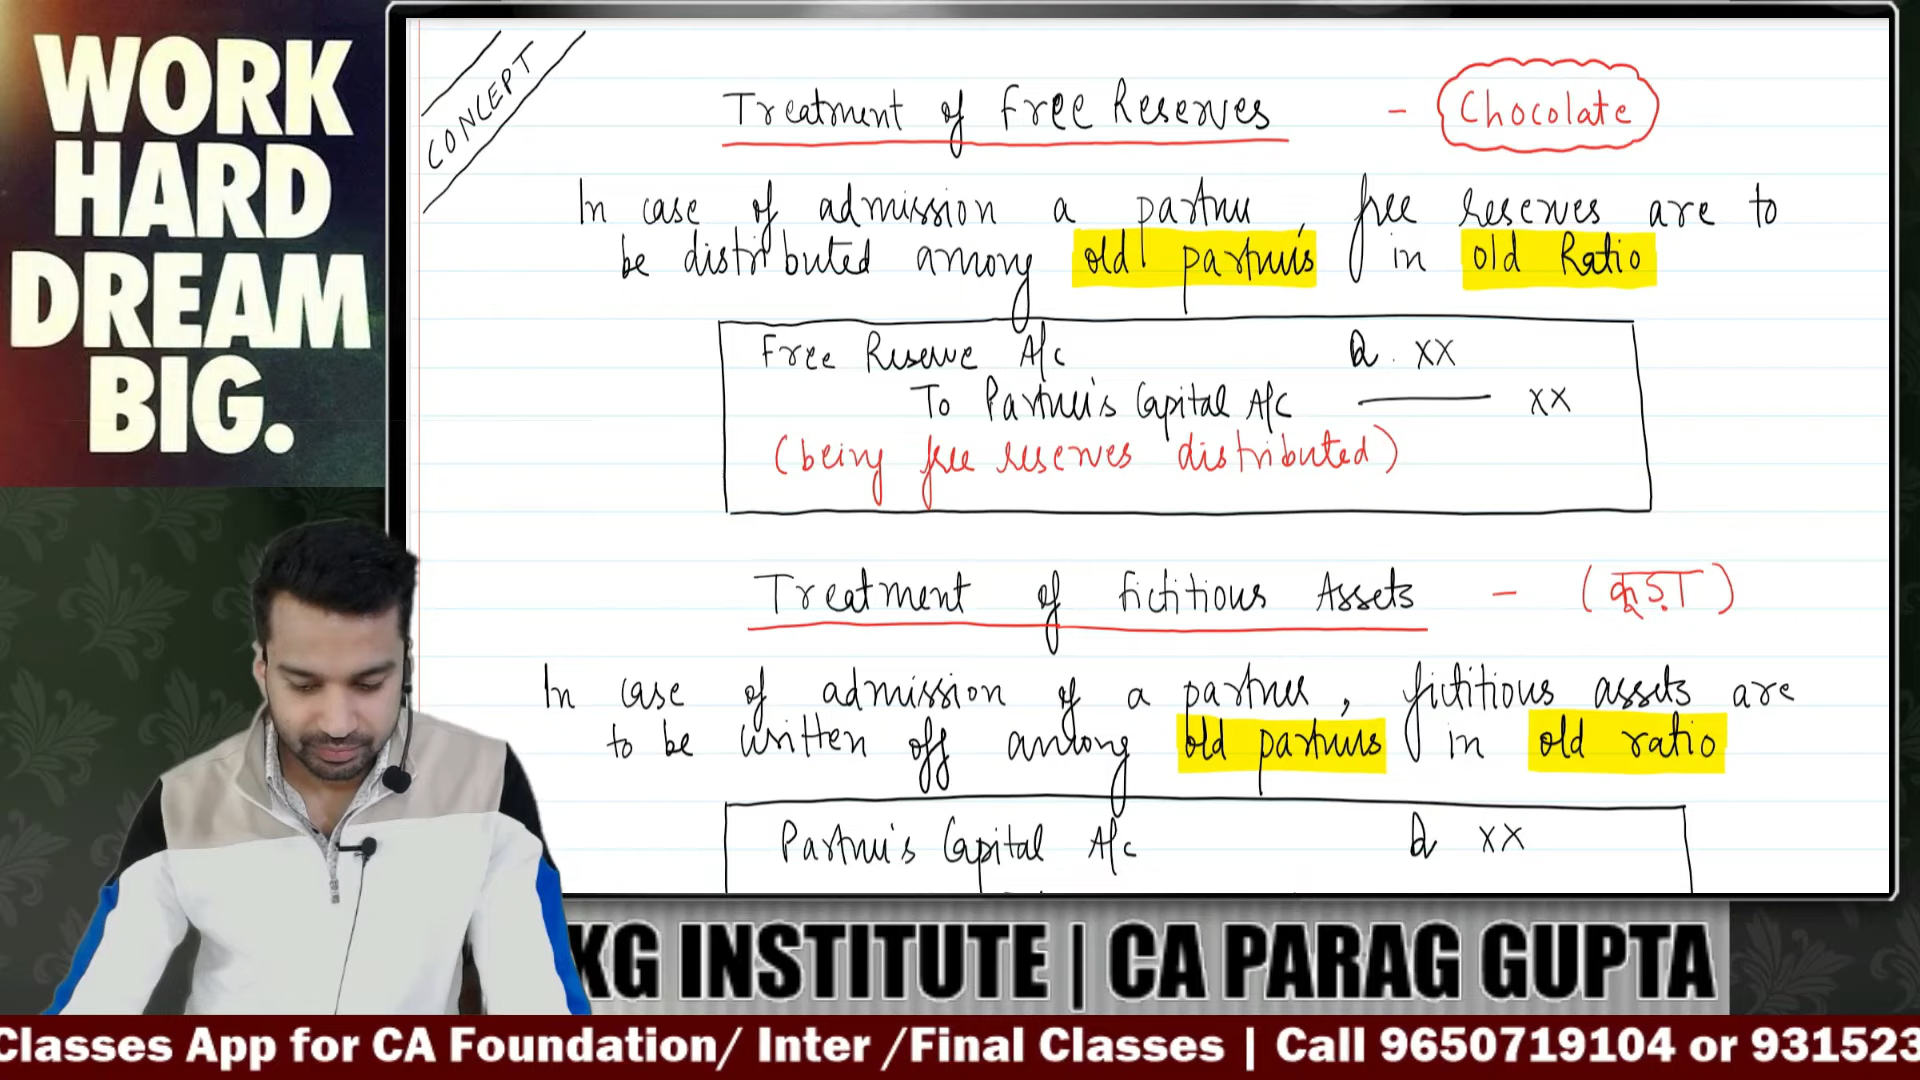 WORK
HARD
DREAM
BIG.
CONCEPT
Treatment of Free Reserves - Chocolate
In case of admission a partner, free reserves are to
be distributed among old partners in old Ratio
Free Reserve A/c Dr. XX
To Partner's Capital A/c XX
(being free reserves distributed)
Treatment of fictitious Assets - (कूड़ा)
In case of admission of a partner, fictitious assets are
to be written off among old partners in old ratio
Partner's Capital A/c Dr XX
KG INSTITUTE | CA PARAG GUPTA
Classes App for CA Foundation/ Inter /Final Classes | Call 9650719104 or 931523